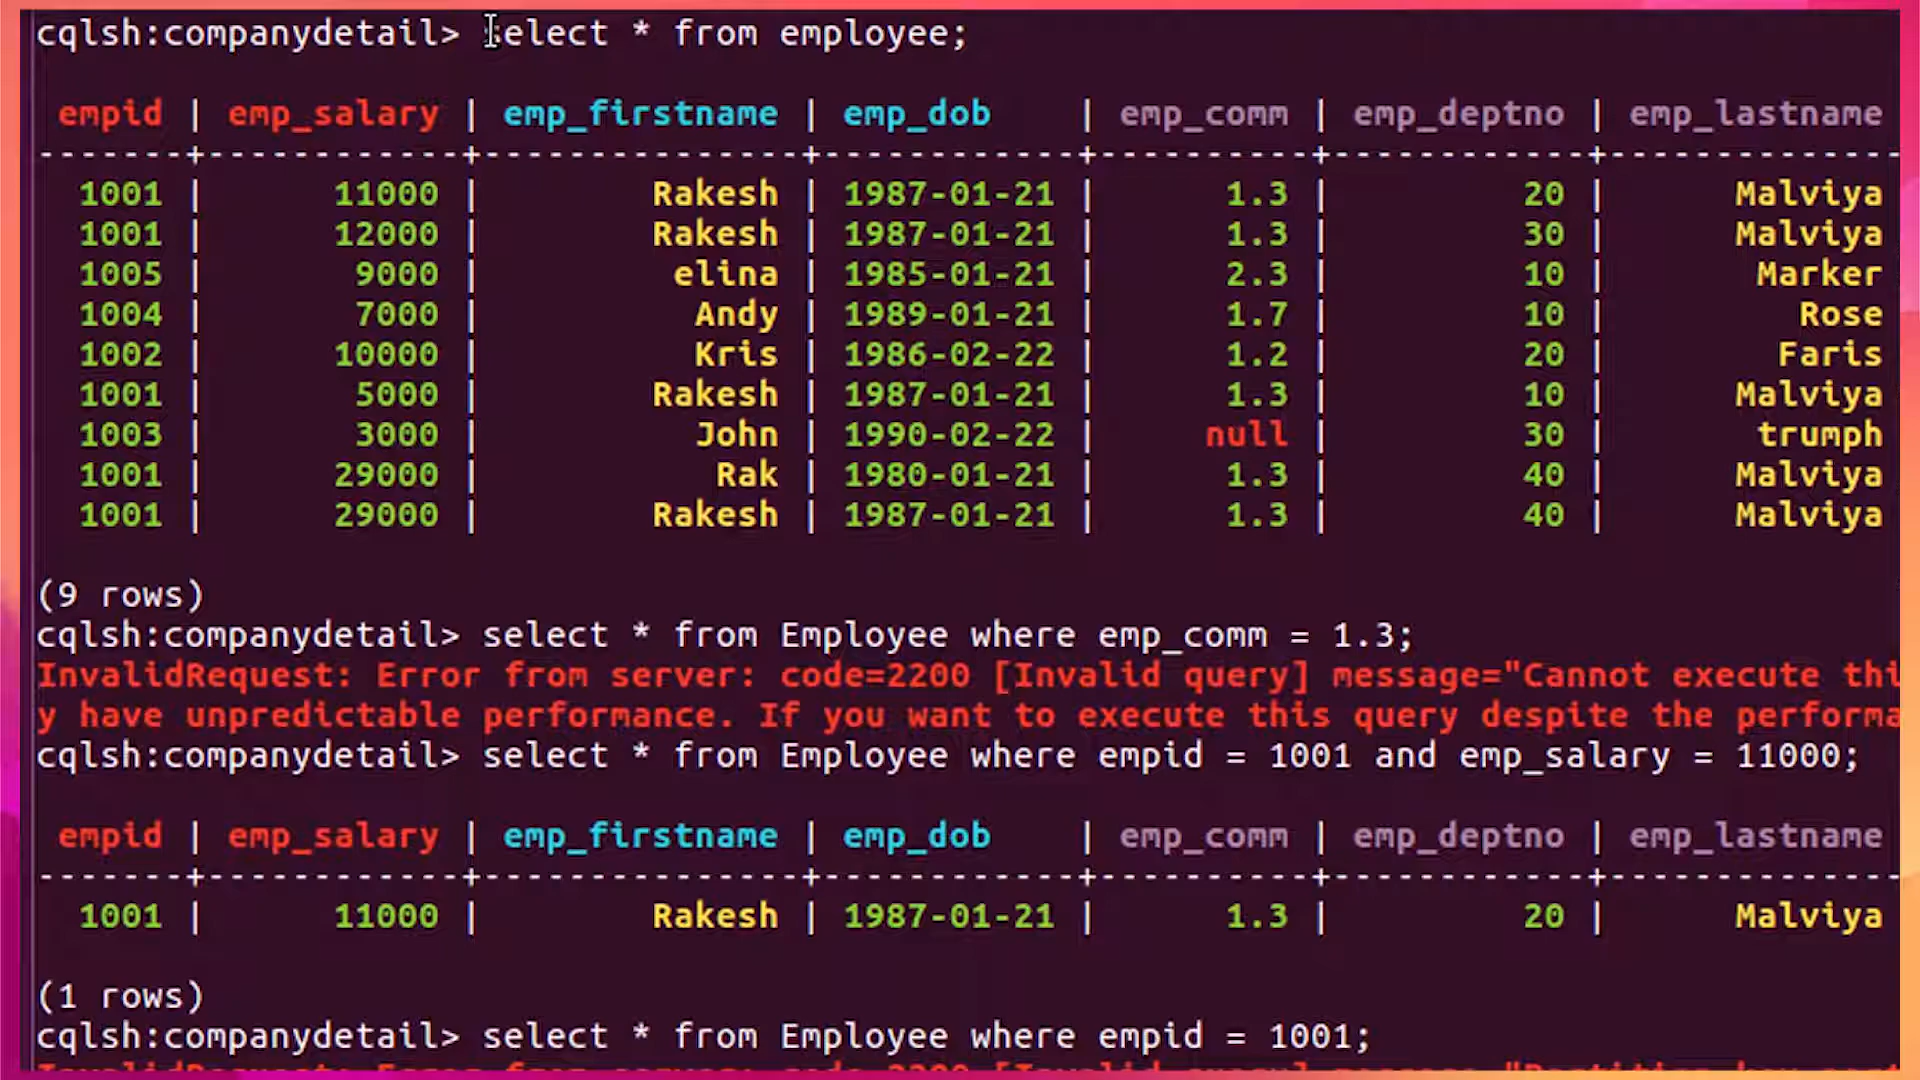 cqlsh:companydetail> select * from employee;
empid | emp_salary | emp_firstname | emp_dob | emp_comm | emp_deptno | emp_lastname
-------+------------+---------------+------------+----------+------------+--------------
1001 | 11000 | Rakesh | 1987-01-21 | 1.3 | 20 | Malviya
1001 | 12000 | Rakesh | 1987-01-21 | 1.3 | 30 | Malviya
1005 | 9000 | elina | 1985-01-21 | 2.3 | 10 | Marker
1004 | 7000 | Andy | 1989-01-21 | 1.7 | 10 | Rose
1002 | 10000 | Kris | 1986-02-22 | 1.2 | 20 | Faris
1001 | 5000 | Rakesh | 1987-01-21 | 1.3 | 10 | Malviya
1003 | 3000 | John | 1990-02-22 | null | 30 | trumph
1001 | 29000 | Rak | 1980-01-21 | 1.3 | 40 | Malviya
1001 | 29000 | Rakesh | 1987-01-21 | 1.3 | 40 | Malviya
(9 rows)
cqlsh:companydetail> select * from Employee where emp_comm = 1.3;
InvalidRequest: Error from server: code=2200 [Invalid query] message="Cannot execute thi
y have unpredictable performance. If you want to execute this query despite the performa
cqlsh:companydetail> select * from Employee where empid = 1001 and emp_salary = 11000;
empid | emp_salary | emp_firstname | emp_dob | emp_comm | emp_deptno | emp_lastname
-------+------------+---------------+------------+----------+------------+--------------
1001 | 11000 | Rakesh | 1987-01-21 | 1.3 | 20 | Malviya
(1 rows)
cqlsh:companydetail> select * from Employee where empid = 1001;